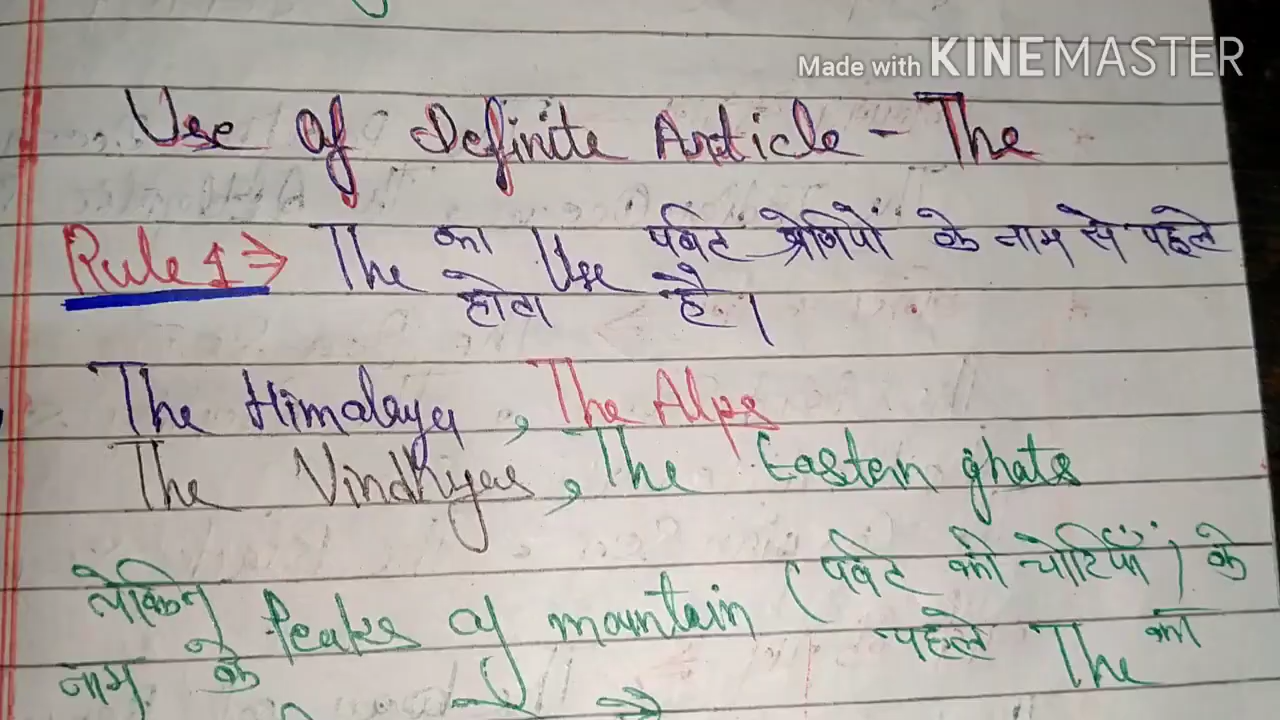 Made with KINEMASTER
Use Of Definite Article - The
Rule 1 ⇒ The का Use पर्वत श्रेणियों के नाम से पहले
होता है।
The Himalaya, The Alps
The Vindhyas, The Eastern ghats
लेकिन Peaks of mountain (पर्वत की चोटियाँ) के
नाम के पहले The का